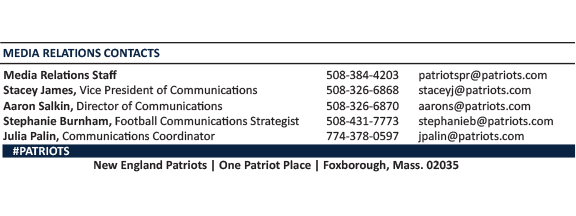 MEDIA RELATIONS CONTACTS
Media Relations Staff 508-384-4203 patriotspr@patriots.com
Stacey James, Vice President of Communications 508-326-6868 staceyj@patriots.com
Aaron Salkin, Director of Communications 508-326-6870 aarons@patriots.com
Stephanie Burnham, Football Communications Strategist 508-431-7773 stephanieb@patriots.com
Julia Palin, Communications Coordinator 774-378-0597 jpalin@patriots.com
#PATRIOTS
New England Patriots | One Patriot Place | Foxborough, Mass. 02035